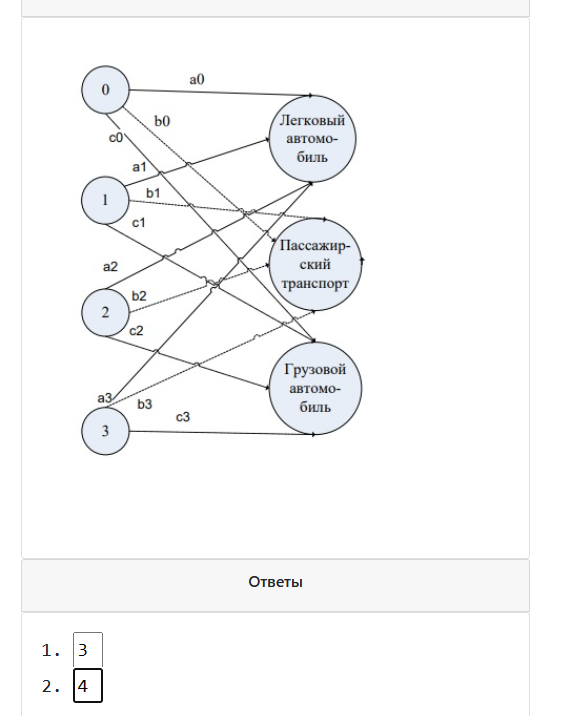 0
a0
b0
c0
Легковый
автомо-
биль
a1
1
b1
c1
Пассажир-
ский
транспорт
a2
2
b2
c2
Грузовой
автомо-
биль
a3
b3
3
c3
Ответы
1. 3
2. 4